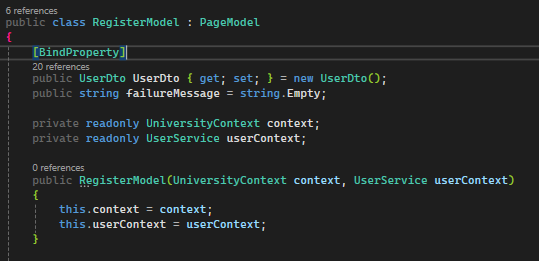 6 references
public class RegisterModel : PageModel
{
[BindProperty]
20 references
public UserDto UserDto { get; set; } = new UserDto();
public string failureMessage = string.Empty;
private readonly UniversityContext context;
private readonly UserService userContext;
0 references
public RegisterModel(UniversityContext context, UserService userContext)
{
this.context = context;
this.userContext = userContext;
}